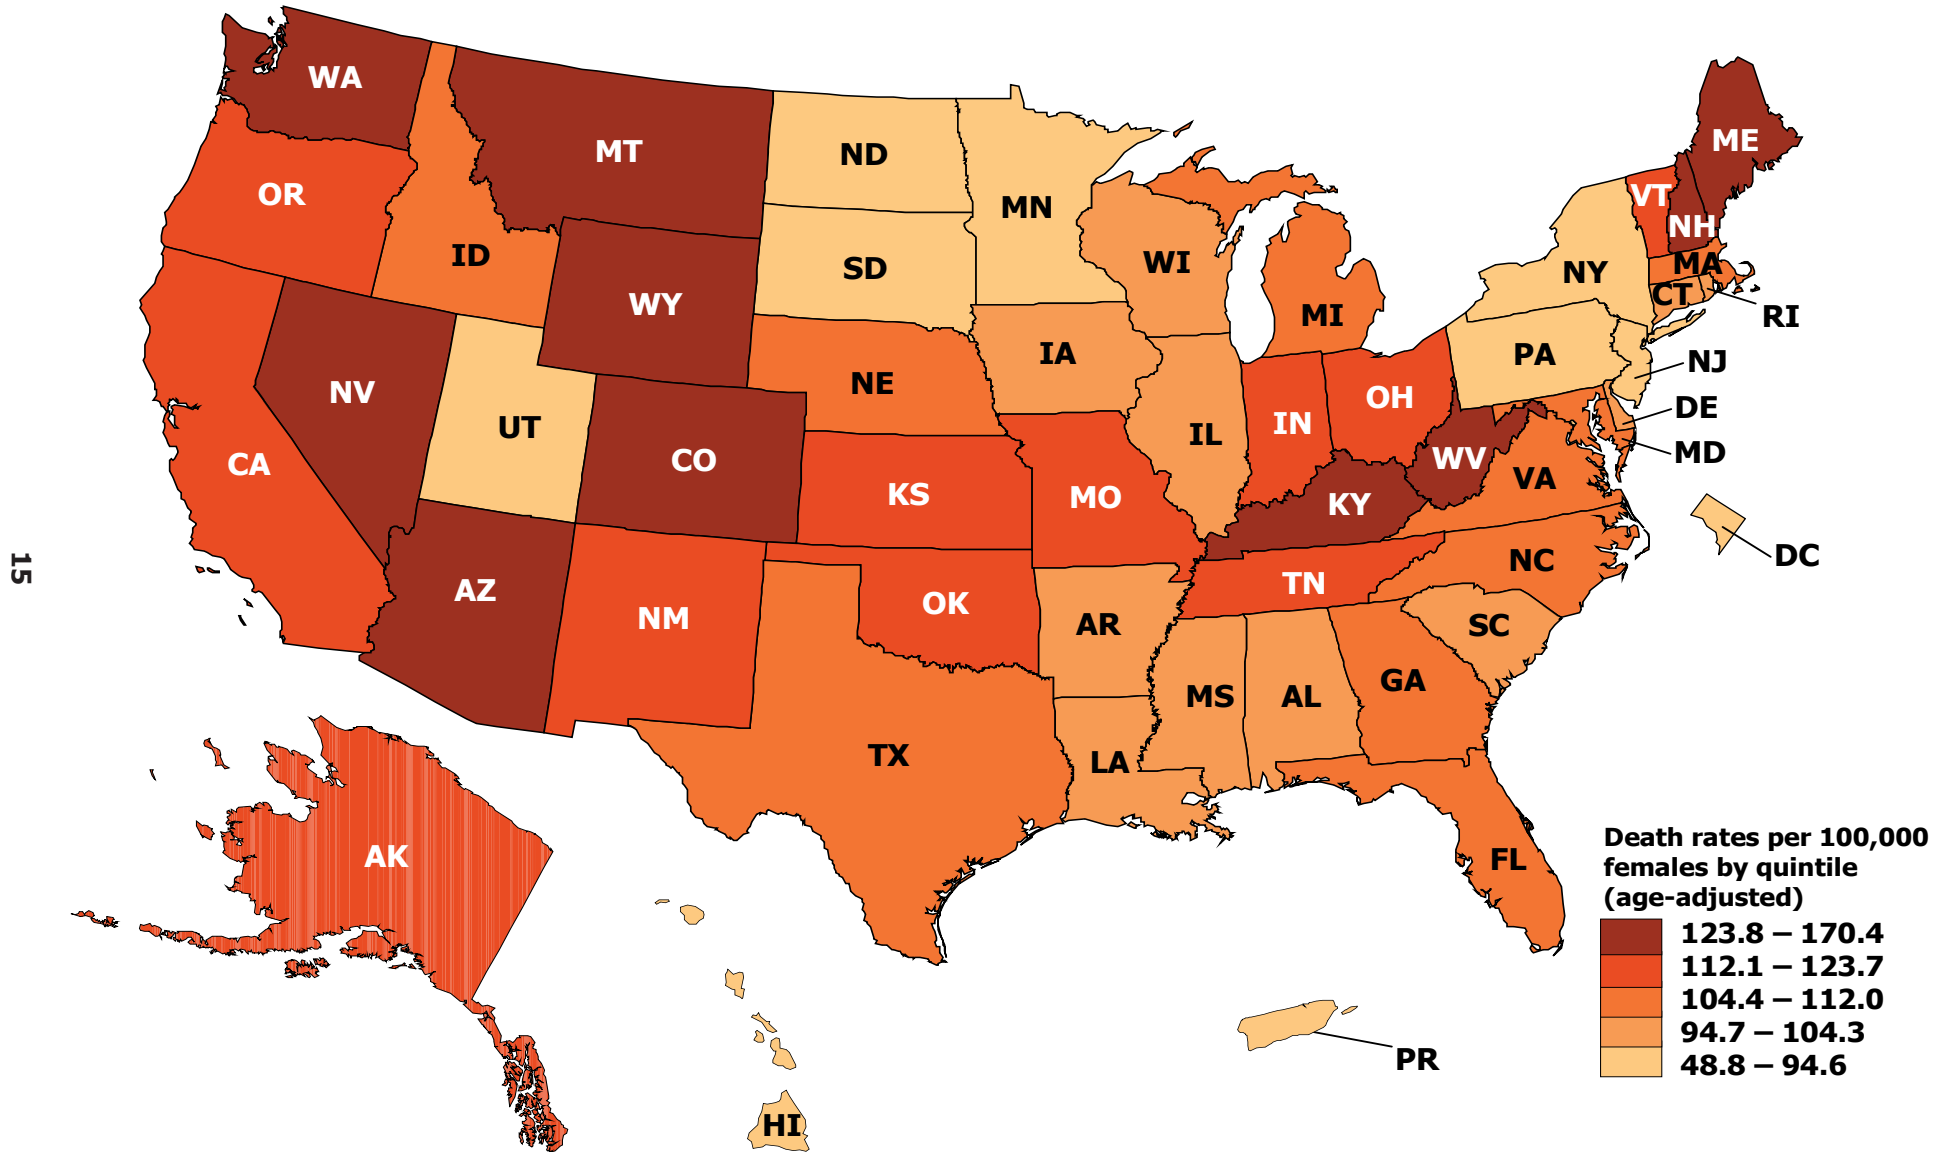 WA
MT
ND
MN
ME
OR
ID
SD
WI
VT
NH
MA
NY
CT
RI
WY
MI
IA
PA
NJ
NV
NE
OH
DE
UT
IN
IL
MD
CA
CO
WV
VA
KS
MO
KY
DC
15
NC
AZ
TN
OK
NM
AR
SC
GA
MS
AL
TX
LA
AK
FL
HI
PR
Death rates per 100,000
females by quintile
(age-adjusted)
123.8 – 170.4
112.1 – 123.7
104.4 – 112.0
94.7 – 104.3
48.8 – 94.6